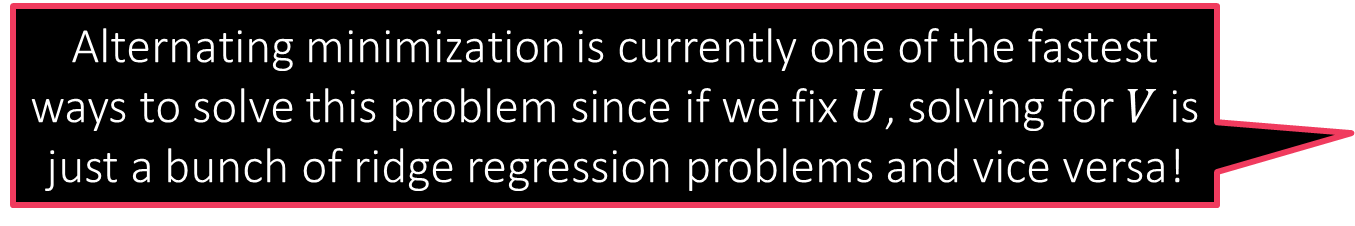 Alternating minimization is currently one of the fastest
ways to solve this problem since if we fix U, solving for V is
just a bunch of ridge regression problems and vice versa!